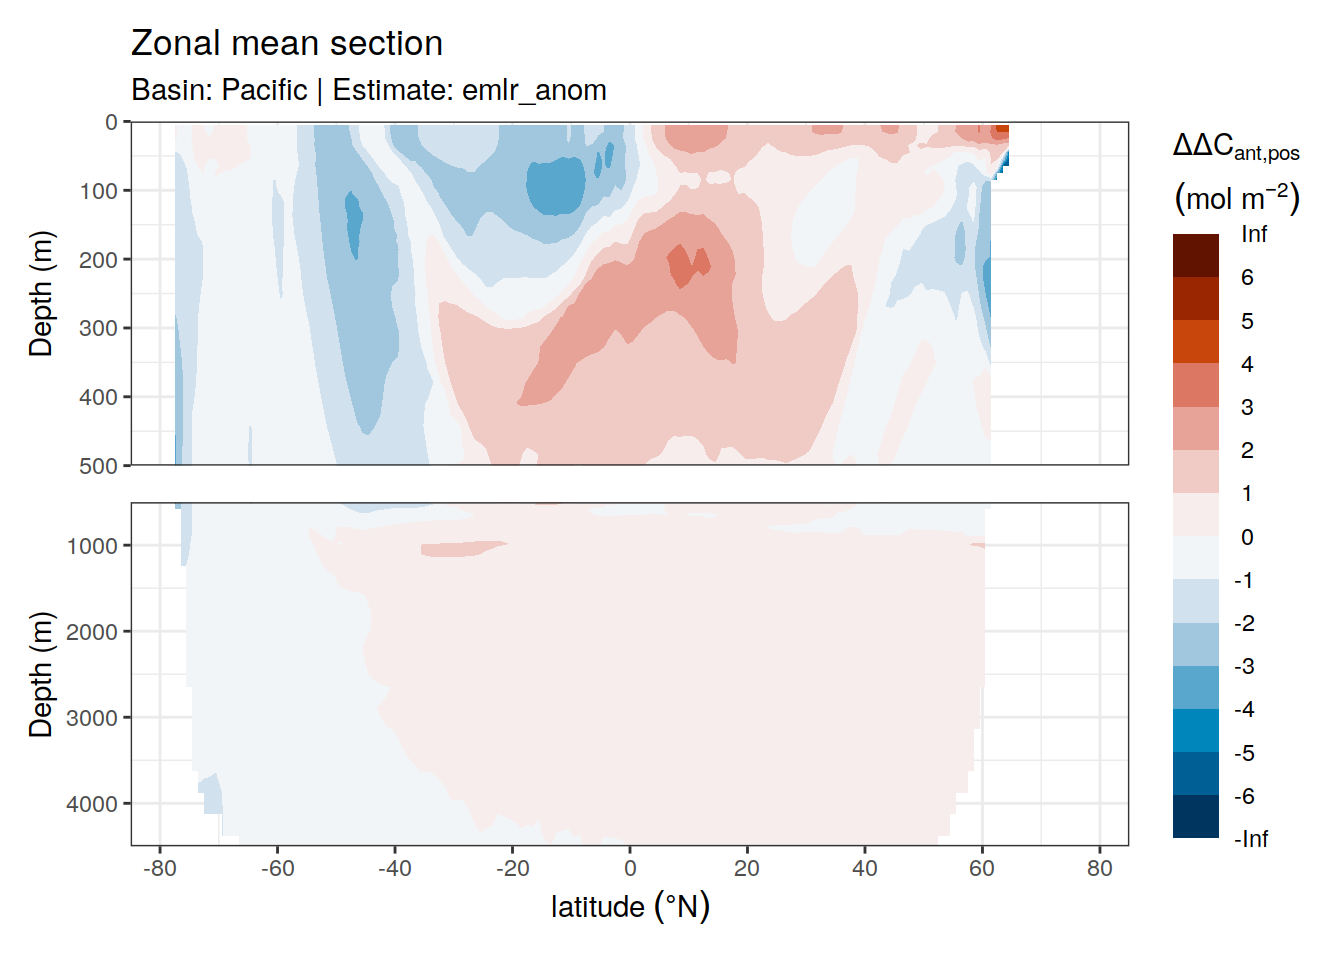 Zonal mean section
Basin: Pacific | Estimate: emlr_anom
Depth (m)
0
100
200
300
400
500
Depth (m)
1000
2000
3000
4000
-80 -60 -40 -20 0 20 40 60 80
latitude (°N)
ΔΔCant,pos
(mol m−2)
Inf
6
5
4
3
2
1
0
-1
-2
-3
-4
-5
-6
-Inf